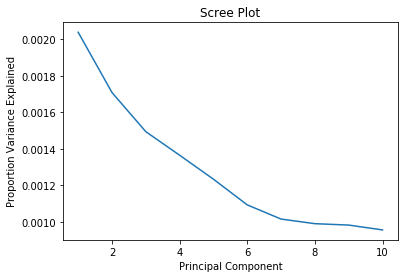 Scree Plot
Proportion Variance Explained
0.0020
0.0018
0.0016
0.0014
0.0012
0.0010
2 4 6 8 10
Principal Component